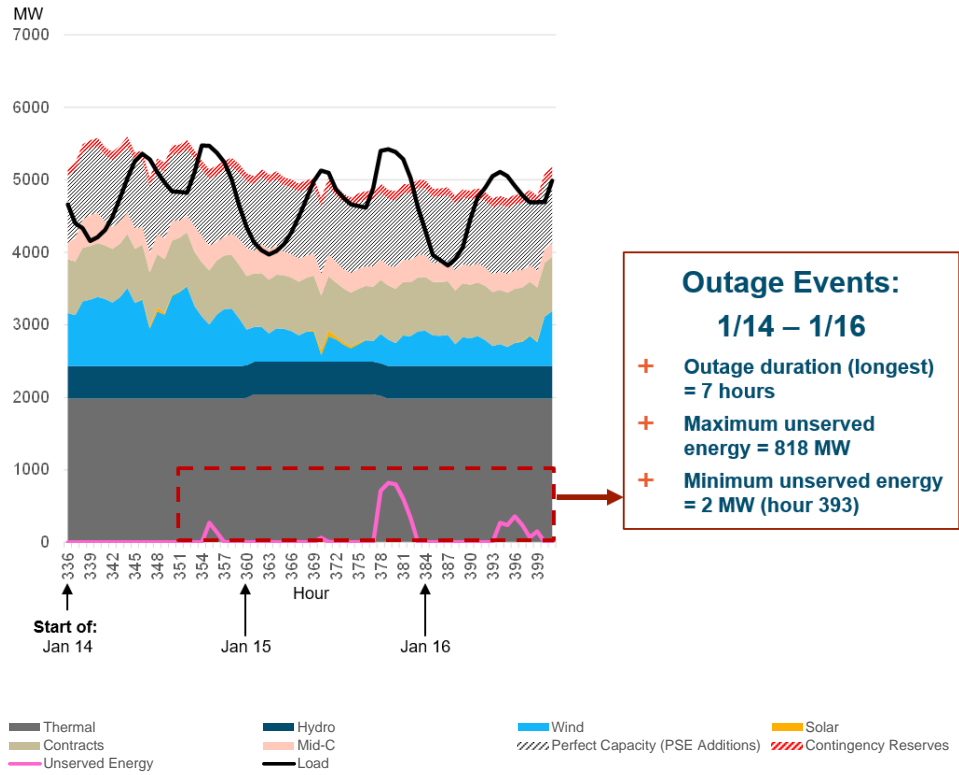 MW
7000
6000
5000
4000
3000
2000
1000
0
336
339
342
345
348
351
354
357
360
363
366
369
372
375
378
381
384
387
390
393
396
399
Hour
Start of:
Jan 14
Jan 15
Jan 16
Outage Events:
1/14 – 1/16
+ Outage duration (longest)
= 7 hours
+ Maximum unserved
energy = 818 MW
+ Minimum unserved energy
= 2 MW (hour 393)
Thermal
Hydro
Wind
Solar
Contracts
Mid-C
Perfect Capacity (PSE Additions)
Contingency Reserves
Unserved Energy
Load